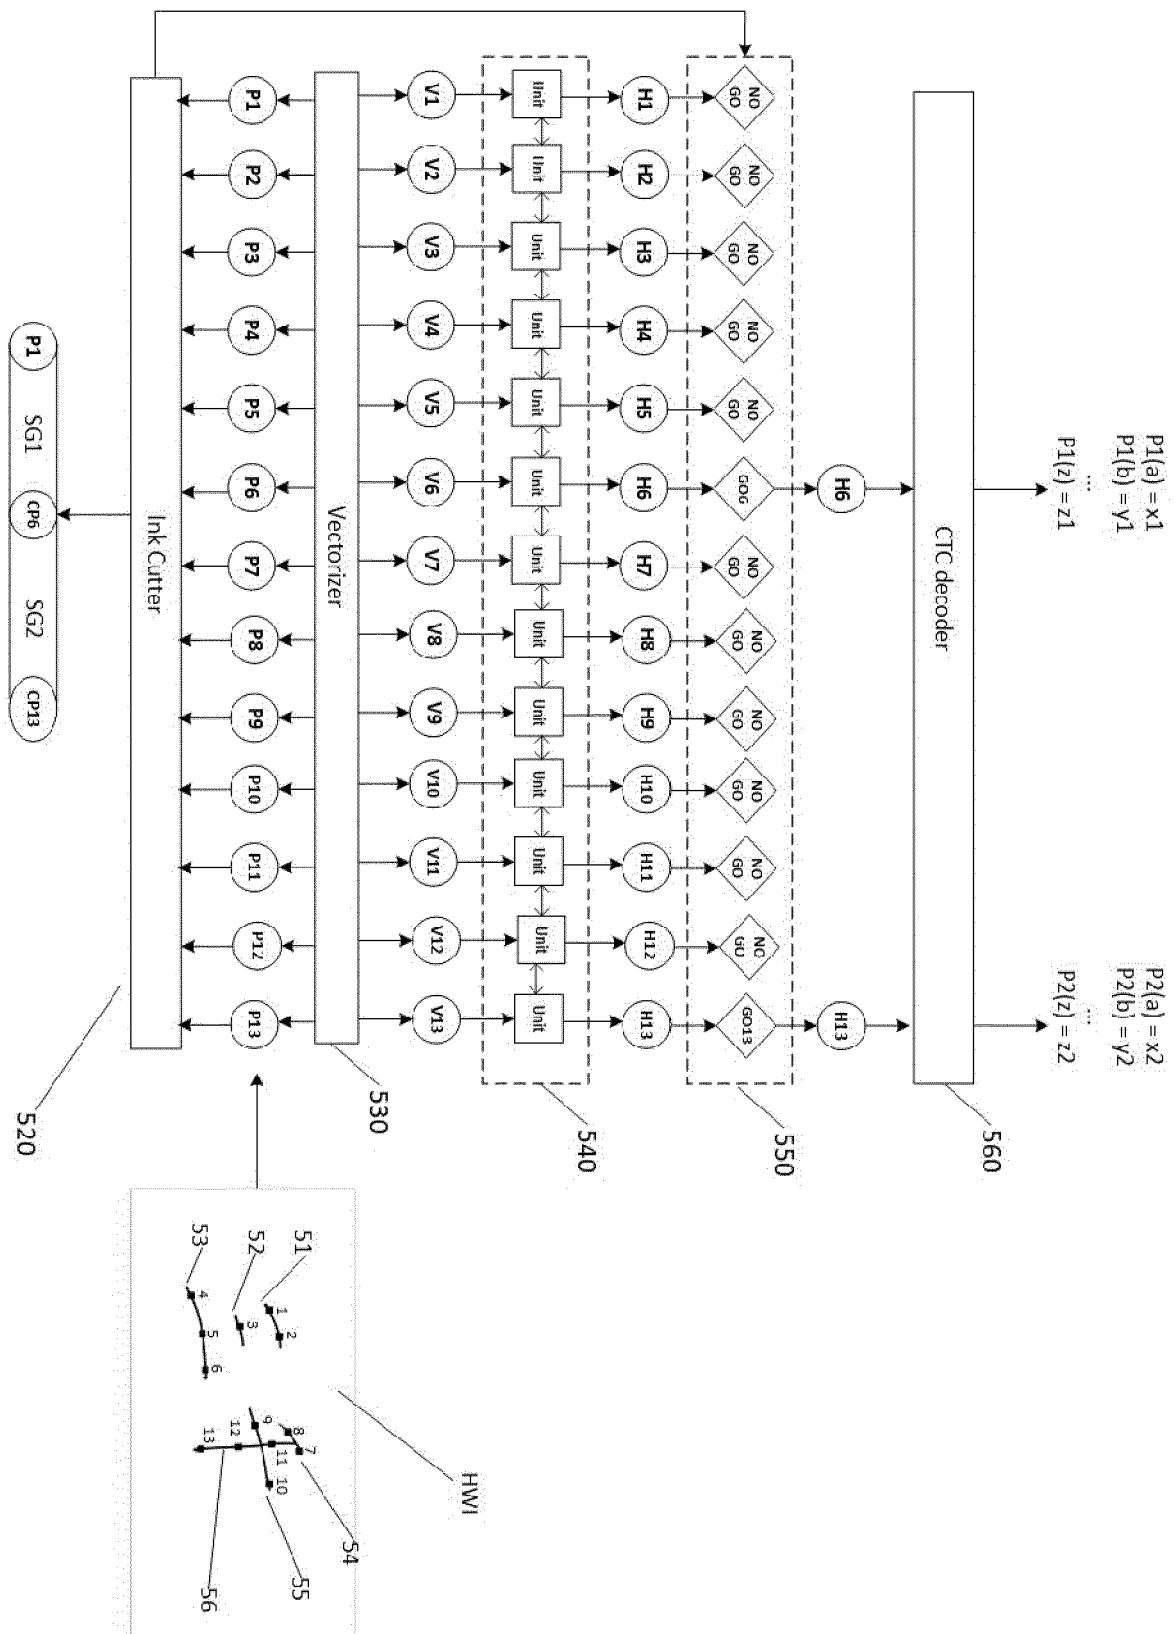 P1(a) = x1
P1(b) = y1
...
P1(z) = z1
P2(a) = x2
P2(b) = y2
...
P2(z) = z2
CTC decoder
560
H6
H13
NO GO
NO GO
NO GO
NO GO
NO GO
GO6
NO GO
NO GO
NO GO
NO GO
NO GO
NO GO
GO13
550
H1
H2
H3
H4
H5
H6
H7
H8
H9
H10
H11
H12
H13
Unit
Unit
Unit
Unit
Unit
Unit
Unit
Unit
Unit
Unit
Unit
Unit
Unit
540
V1
V2
V3
V4
V5
V6
V7
V8
V9
V10
V11
V12
V13
Vectorizer
530
P1
P2
P3
P4
P5
P6
P7
P8
P9
P10
P11
P12
P13
Ink Cutter
520
P1
SG1
CP6
SG2
CP13
HWI
51
52
53
54
55
56
1
2
3
4
5
6
7
8
9
10
11
12
13